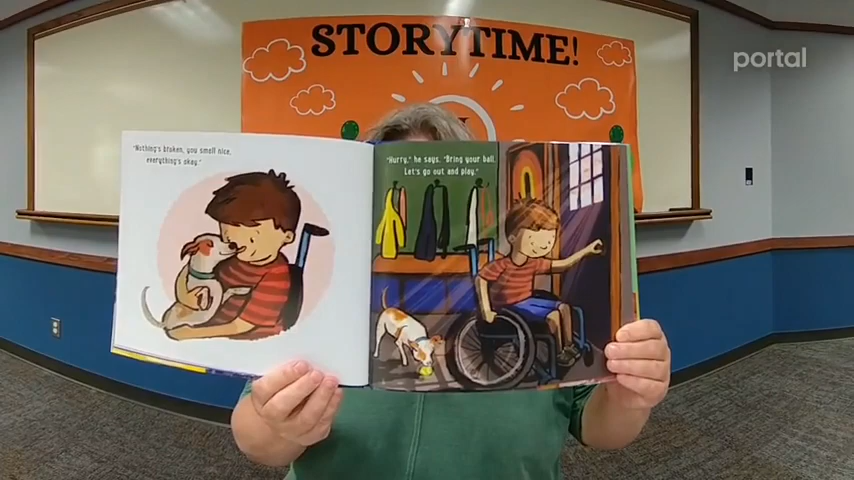 STORYTIME!
portal
"Nothing's broken, you smell nice,
everything's okay."
"Hurry," he says. "Bring your ball.
Let's go out and play."